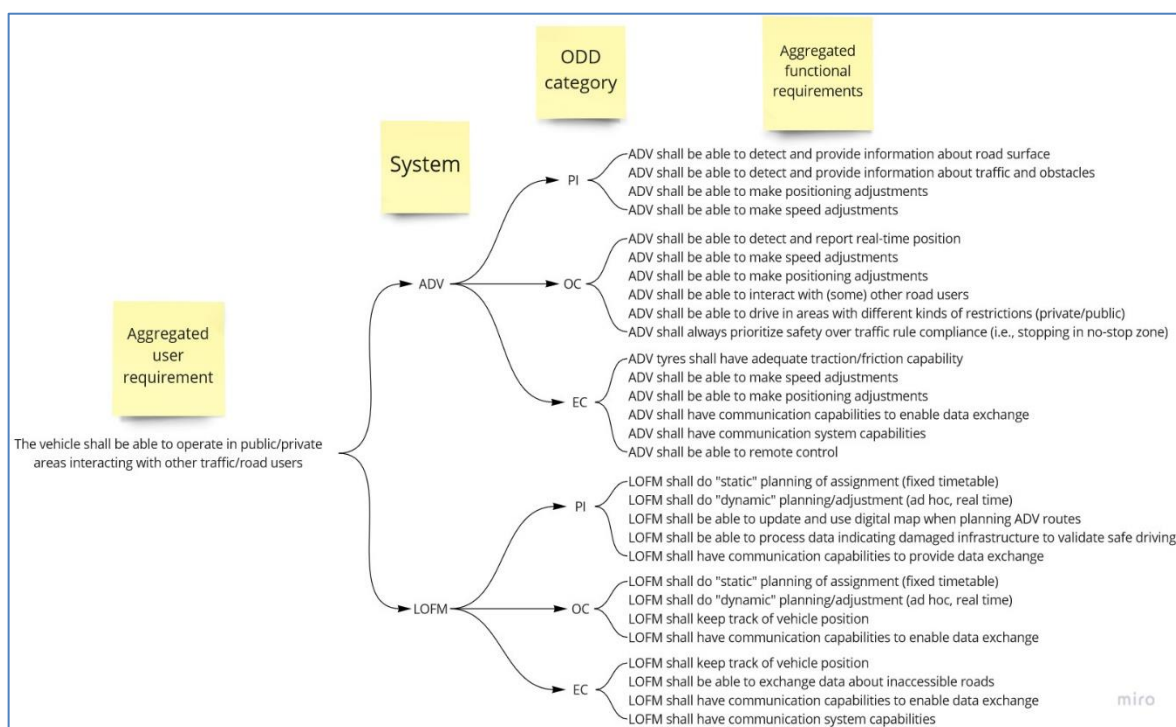 ODD
category
Aggregated
functional
requirements
System
Aggregated
user
requirement
The vehicle shall be able to operate in public/private
areas interacting with other traffic/road users
ADV
PI
ADV shall be able to detect and provide information about road surface
ADV shall be able to detect and provide information about traffic and obstacles
ADV shall be able to make positioning adjustments
ADV shall be able to make speed adjustments
OC
ADV shall be able to detect and report real-time position
ADV shall be able to make speed adjustments
ADV shall be able to make positioning adjustments
ADV shall be able to interact with (some) other road users
ADV shall be able to drive in areas with different kinds of restrictions (private/public)
ADV shall always prioritize safety over traffic rule compliance (i.e., stopping in no-stop zone)
EC
ADV tyres shall have adequate traction/friction capability
ADV shall be able to make speed adjustments
ADV shall be able to make positioning adjustments
ADV shall have communication capabilities to enable data exchange
ADV shall have communication system capabilities
ADV shall be able to remote control
LOFM
PI
LOFM shall do "static" planning of assignment (fixed timetable)
LOFM shall do "dynamic" planning/adjustment (ad hoc, real time)
LOFM shall be able to update and use digital map when planning ADV routes
LOFM shall be able to process data indicating damaged infrastructure to validate safe driving
LOFM shall have communication capabilities to provide data exchange
OC
LOFM shall do "static" planning of assignment (fixed timetable)
LOFM shall do "dynamic" planning/adjustment (ad hoc, real time)
LOFM shall keep track of vehicle position
LOFM shall have communication capabilities to enable data exchange
EC
LOFM shall keep track of vehicle position
LOFM shall be able to exchange data about inaccessible roads
LOFM shall have communication capabilities to enable data exchange
LOFM shall have communication system capabilities
miro